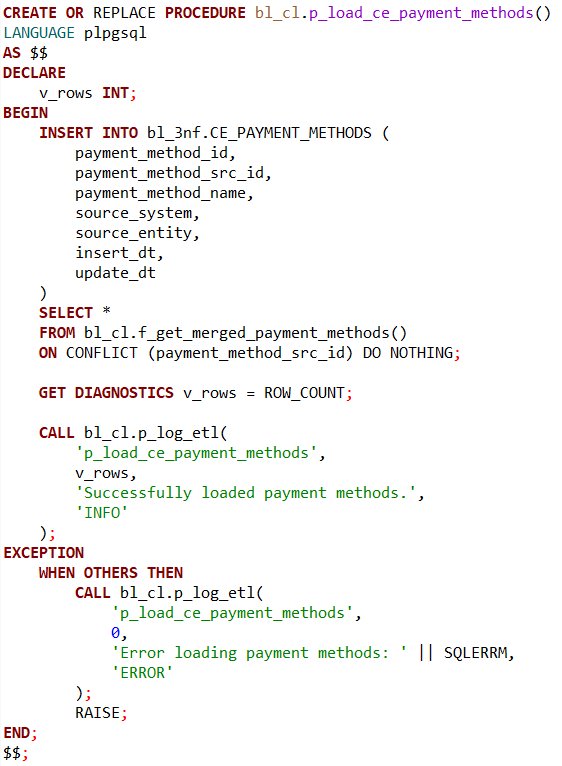 CREATE OR REPLACE PROCEDURE bl_cl.p_load_ce_payment_methods()
LANGUAGE plpgsql
AS $$
DECLARE
    v_rows INT;
BEGIN
    INSERT INTO bl_3nf.CE_PAYMENT_METHODS (
        payment_method_id,
        payment_method_src_id,
        payment_method_name,
        source_system,
        source_entity,
        insert_dt,
        update_dt
    )
    SELECT *
    FROM bl_cl.f_get_merged_payment_methods()
    ON CONFLICT (payment_method_src_id) DO NOTHING;

    GET DIAGNOSTICS v_rows = ROW_COUNT;

    CALL bl_cl.p_log_etl(
        'p_load_ce_payment_methods',
        v_rows,
        'Successfully loaded payment methods.',
        'INFO'
    );
EXCEPTION
    WHEN OTHERS THEN
        CALL bl_cl.p_log_etl(
            'p_load_ce_payment_methods',
            0,
            'Error loading payment methods: ' || SQLERRM,
            'ERROR'
        );
        RAISE;
END;
$$;